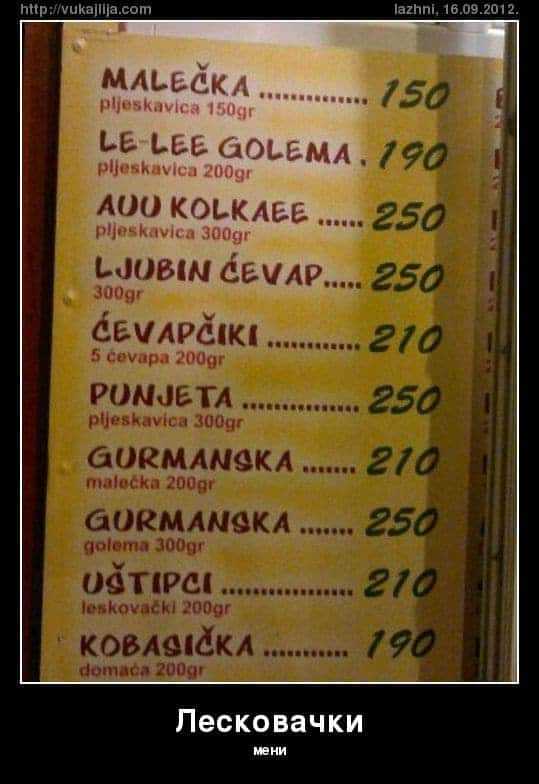 http://vukajlija.com
lazhni, 16.09.2012.
MALEČKA .............. 150
pljeskavica 150gr
LE-LEE GOLEMA . 190
pljeskavica 200gr
AUU KOLKAEE ...... 250
pljeskavica 300gr
LJUBIN ĆEVAP..... 250
300gr
ĆEVAPČIKI ............ 210
5 ćevapa 200gr
PUNJETA ............... 250
pljeskavica 300gr
GURMANSKA ....... 210
malečka 200gr
GURMANSKA ....... 250
golema 300gr
UŠTIPCI ................. 210
leskovački 200gr
KOBASIČKA ........... 190
domaća 200gr
Лесковачки
мени